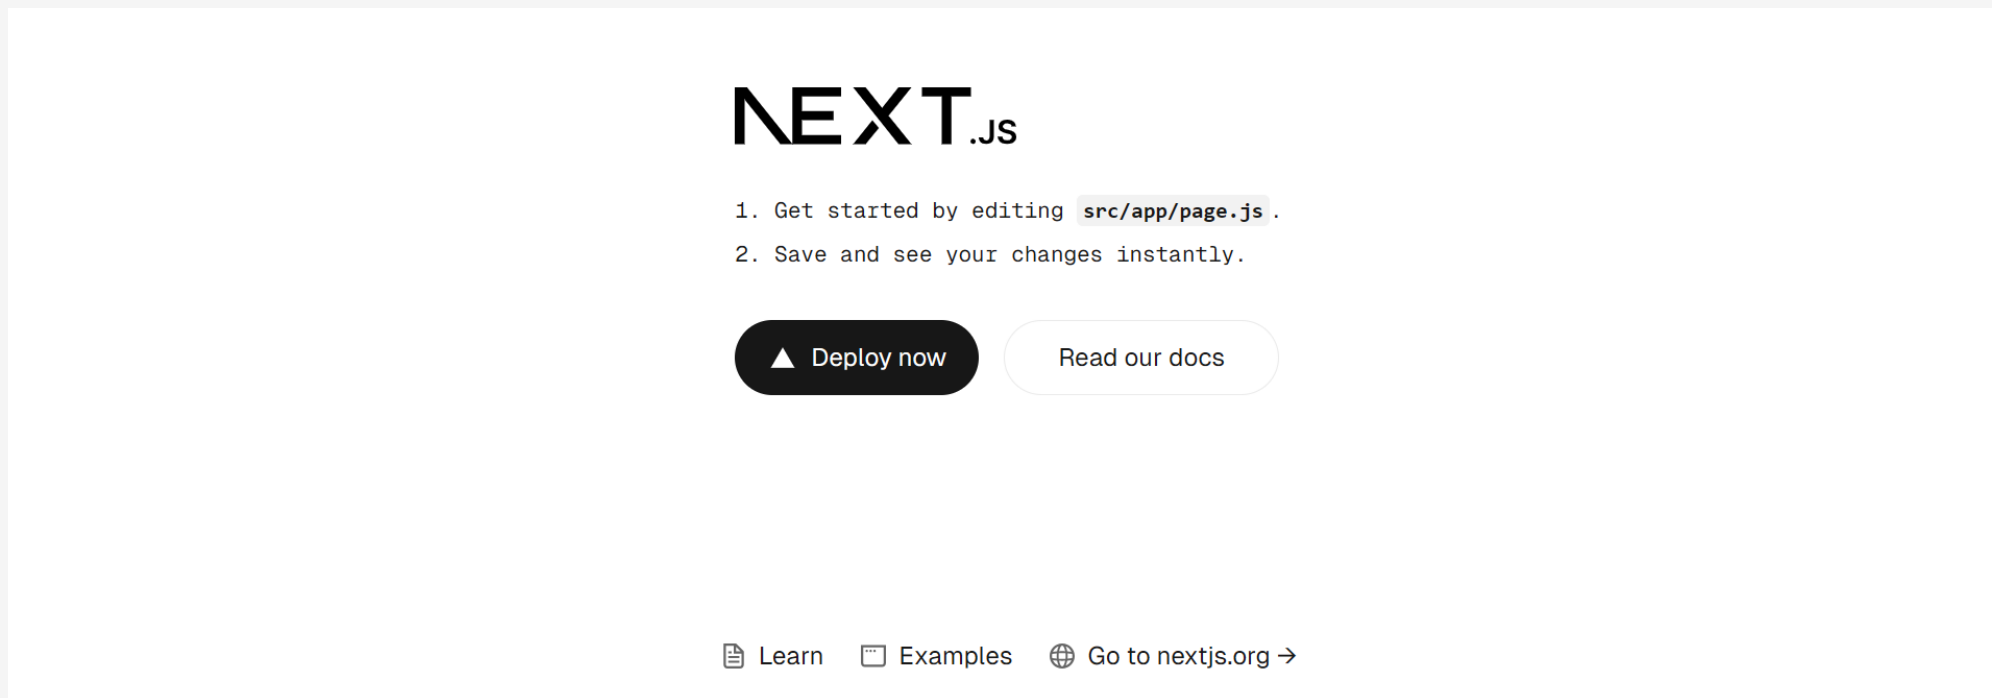 NEXT.JS
1. Get started by editing src/app/page.js.
2. Save and see your changes instantly.
Deploy now
Read our docs
Learn
Examples
Go to nextjs.org →